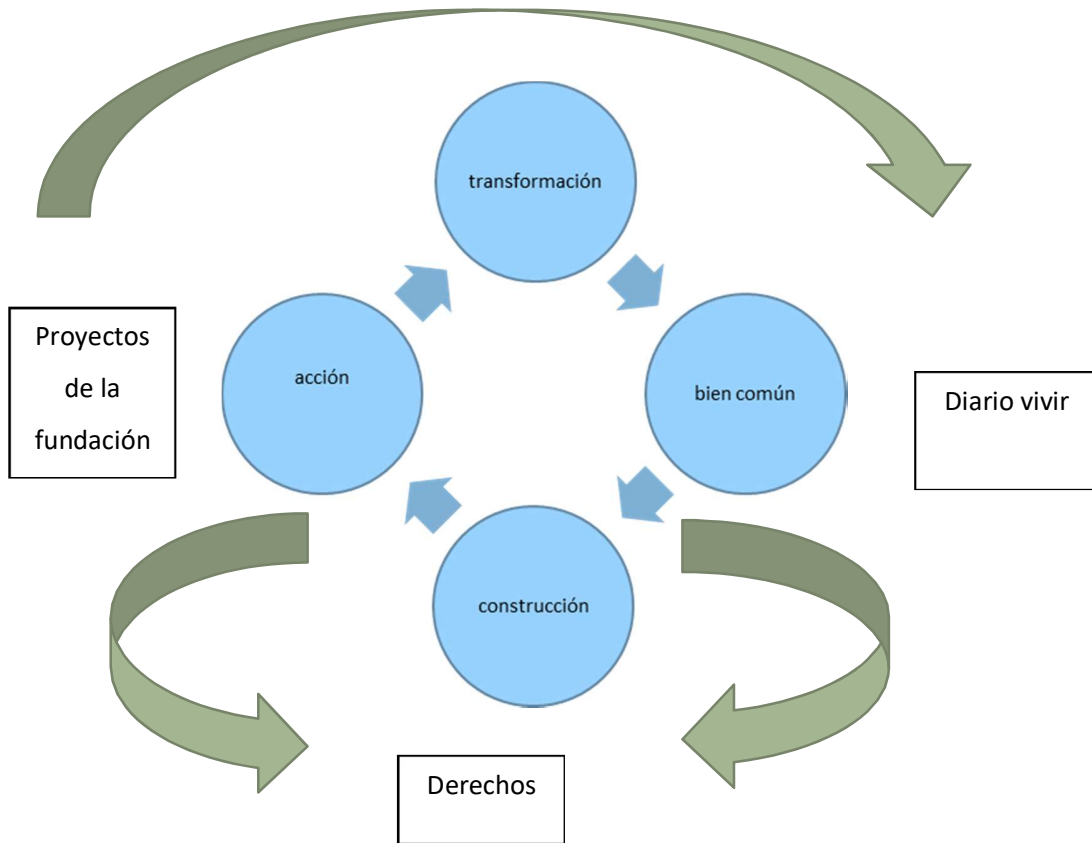 transformación
Proyectos
de la
fundación
acción
bien común
Diario vivir
construcción
Derechos